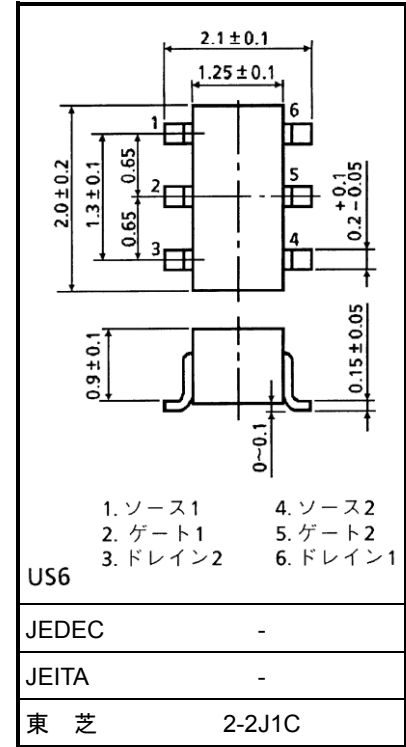 2.1±0.1
1.25±0.1
1
6
2
5
3
4
2.0±0.2
1.3±0.1
0.65
0.65
+0.1
0.2-0.05
0.9±0.1
0.15±0.05
0~0.1
1. ソース1 4. ソース2
2. ゲート1 5. ゲート2
3. ドレイン2 6. ドレイン1
US6
JEDEC -
JEITA -
東 芝 2-2J1C